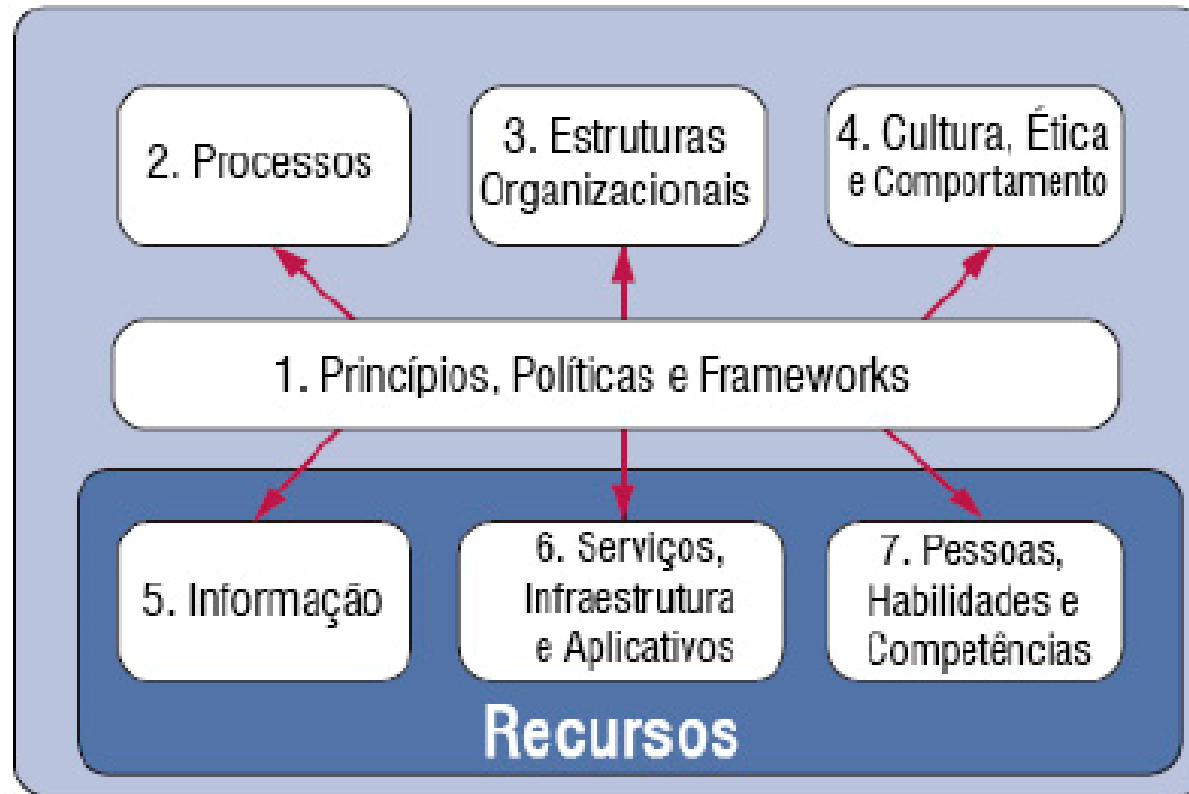 2. Processos
3. Estruturas
Organizacionais
4. Cultura, Ética
e Comportamento
1. Princípios, Políticas e Frameworks
5. Informação
6. Serviços,
Infraestrutura
e Aplicativos
7. Pessoas,
Habilidades e
Competências
Recursos